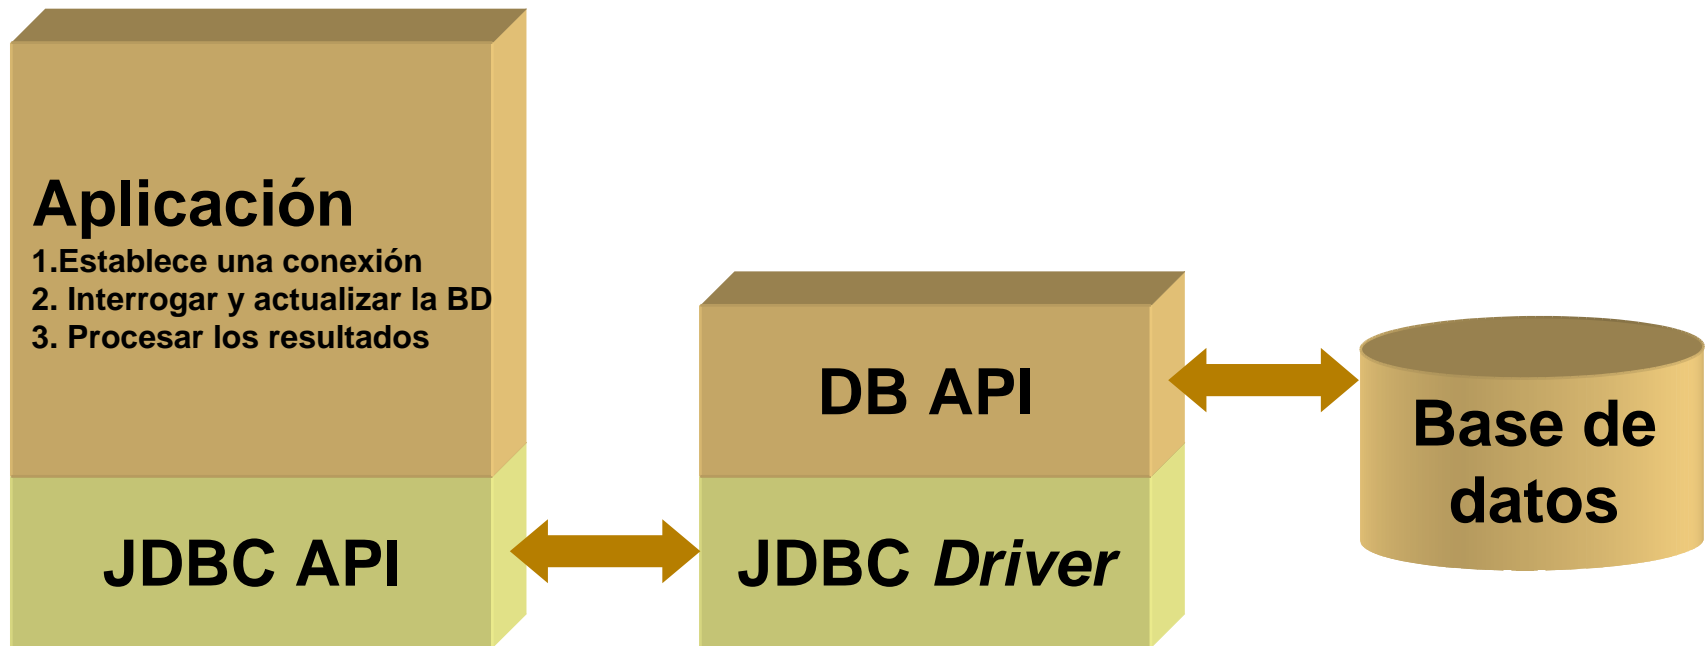 Aplicación
1.Establece una conexión
2. Interrogar y actualizar la BD
3. Procesar los resultados
JDBC API
DB API
JDBC Driver
Base de
datos